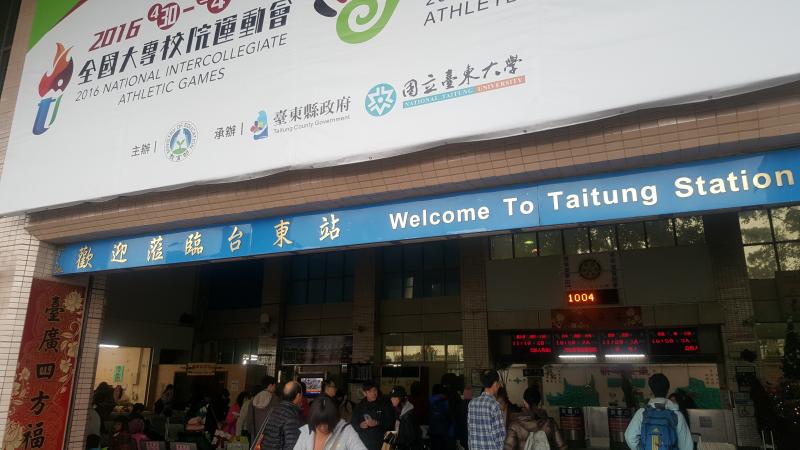 2016
全國大專校院運動會
2016 NATIONAL INTERCOLLEGIATE
ATHLETIC GAMES
ATHLETE
主辦
承辦
臺東縣政府
Taitung County Government
國立臺東大學
NATIONAL TAITUNG UNIVERSITY
歡迎蒞臨台東站 Welcome To Taitung Station
臺廣四方福
1004